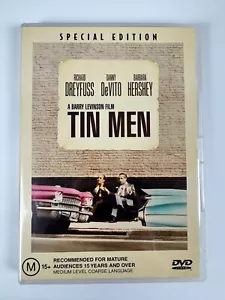 SPECIAL EDITION
RICHARD DREYFUSS
DANNY DeVITO
BARBARA HERSHEY
A BARRY LEVINSON FILM
TIN MEN
M 15+
RECOMMENDED FOR MATURE
AUDIENCES 15 YEARS AND OVER
MEDIUM LEVEL COARSE LANGUAGE
DVD